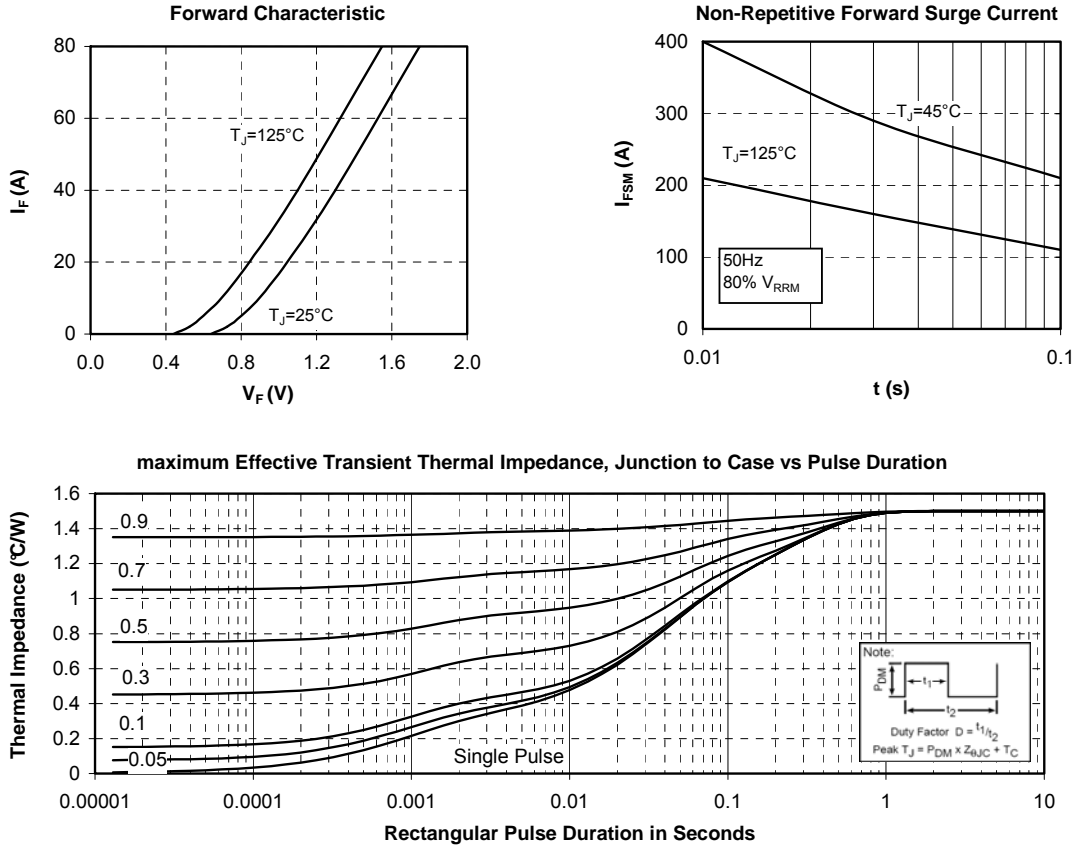 Forward Characteristic
80
60
40
20
0
I_F (A)
T_J=125°C
T_J=25°C
0.0 0.4 0.8 1.2 1.6 2.0
V_F (V)
Non-Repetitive Forward Surge Current
400
300
200
100
0
I_FSM (A)
T_J=45°C
T_J=125°C
50Hz
80% V_RRM
0.01 0.1
t (s)
maximum Effective Transient Thermal Impedance, Junction to Case vs Pulse Duration
1.6
1.4
1.2
1
0.8
0.6
0.4
0.2
0
Thermal Impedance (℃/W)
0.9
0.7
0.5
0.3
0.1
0.05
Single Pulse
Note:
P_DM
t_1
t_2
Duty Factor D = t_1/t_2
Peak T_J = P_DM x Z_θJC + T_C
0.00001 0.0001 0.001 0.01 0.1 1 10
Rectangular Pulse Duration in Seconds